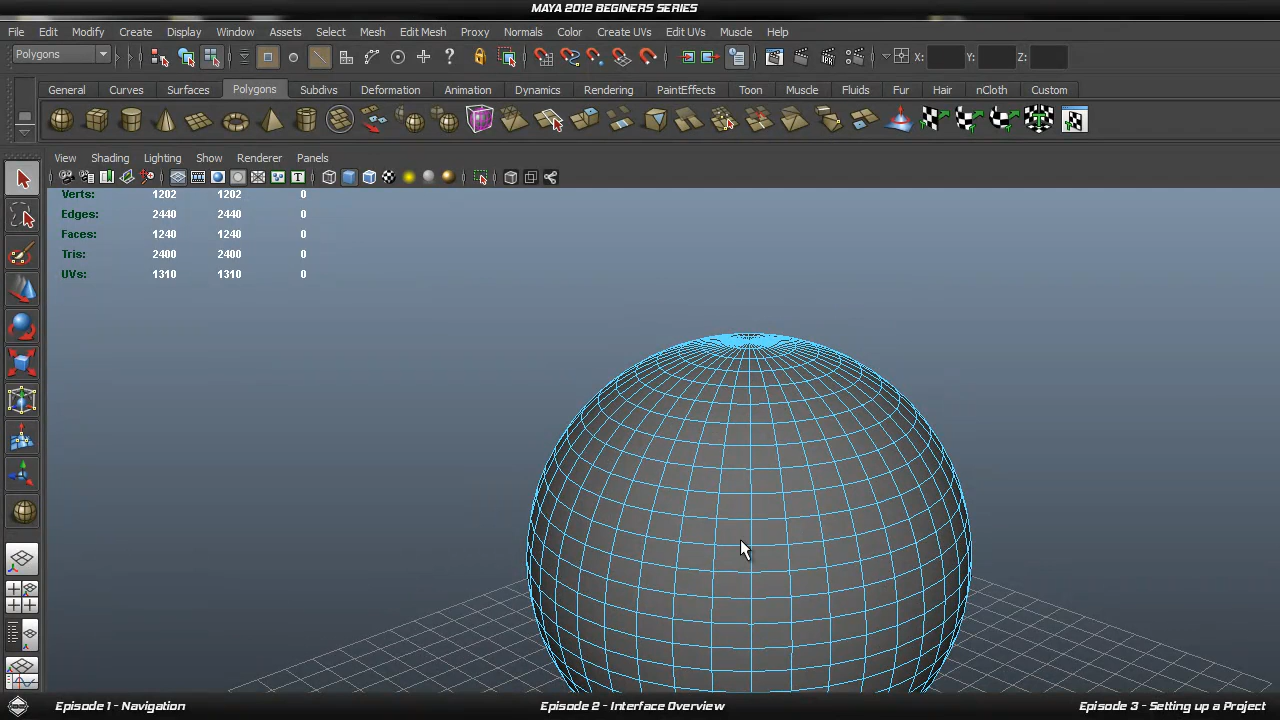 MAYA 2012 BEGINERS SERIES
File Edit Modify Create Display Window Assets Select Mesh Edit Mesh Proxy Normals Color Create UVs Edit UVs Muscle Help
Polygons X: Y: Z:
General Curves Surfaces Polygons Subdivs Deformation Animation Dynamics Rendering PaintEffects Toon Muscle Fluids Fur Hair nCloth Custom
View Shading Lighting Show Renderer Panels
Verts: 1202 1202 0
Edges: 2440 2440 0
Faces: 1240 1240 0
Tris: 2400 2400 0
UVs: 1310 1310 0
Episode 1 - Navigation Episode 2 - Interface Overview Episode 3 - Setting up a Project